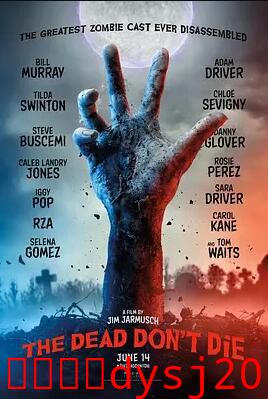 THE GREATEST ZOMBIE CAST EVER DISASSEMBLED
BILL MURRAY
ADAM DRIVER
TILDA SWINTON
CHLOË SEVIGNY
STEVE BUSCEMI
DANNY GLOVER
CALEB LANDRY JONES
ROSIE PEREZ
IGGY POP
SARA DRIVER
RZA
CAROL KANE
SELENA GOMEZ
AND TOM WAITS
A FILM BY
JIM JARMUSCH
THE DEAD DON'T DIE
JUNE 14
dysj20